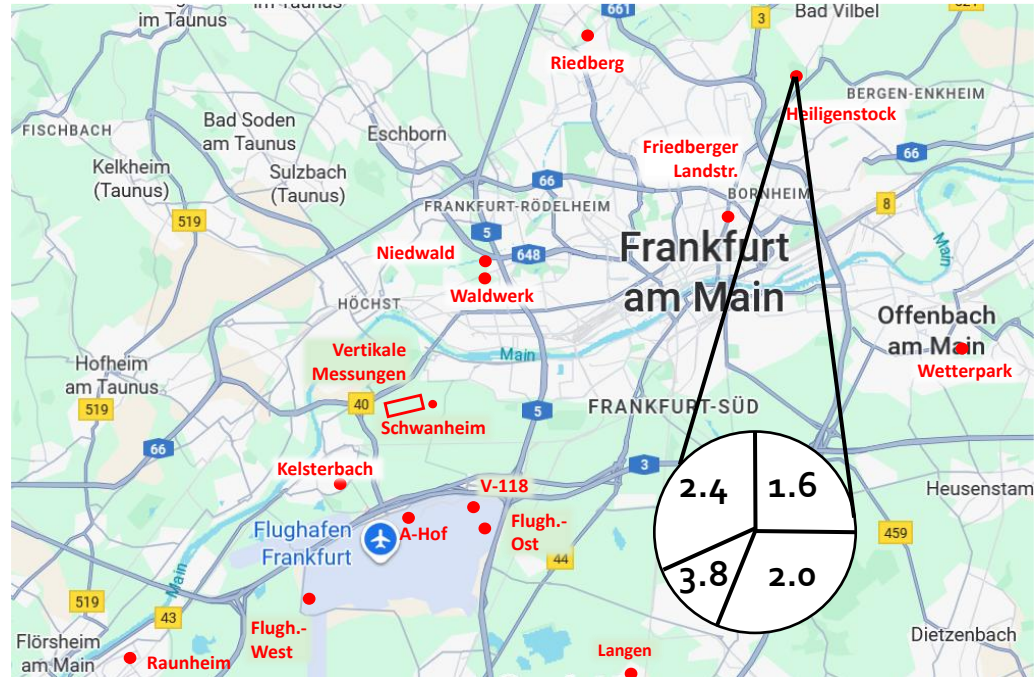 im Taunus
661
3
Bad Vilbel
Riedberg
BERGEN-ENKHEIM
Heiligenstock
FISCHBACH
Bad Soden
am Taunus
Eschborn
Kelkheim
(Taunus)
Sulzbach
(Taunus)
Friedberger
Landstr.
66
66
BORNHEIM
519
FRANKFURT-RÖDELHEIM
8
5
648
Niedwald
Waldwerk
Frankfurt
am Main
Main
HÖCHST
Offenbach
am Main
Wetterpark
Vertikale
Messungen
Main
Hofheim
am Taunus
519
40
Schwanheim
5
FRANKFURT-SÜD
66
Kelsterbach
3
V-118
Heusenstam
Flughafen
Frankfurt
A-Hof
Flugh.-
Ost
44
459
2.4
1.6
3.8
2.0
Main
519
43
Flugh.-
West
Flörsheim
am Main
Raunheim
Langen
Dietzenbach